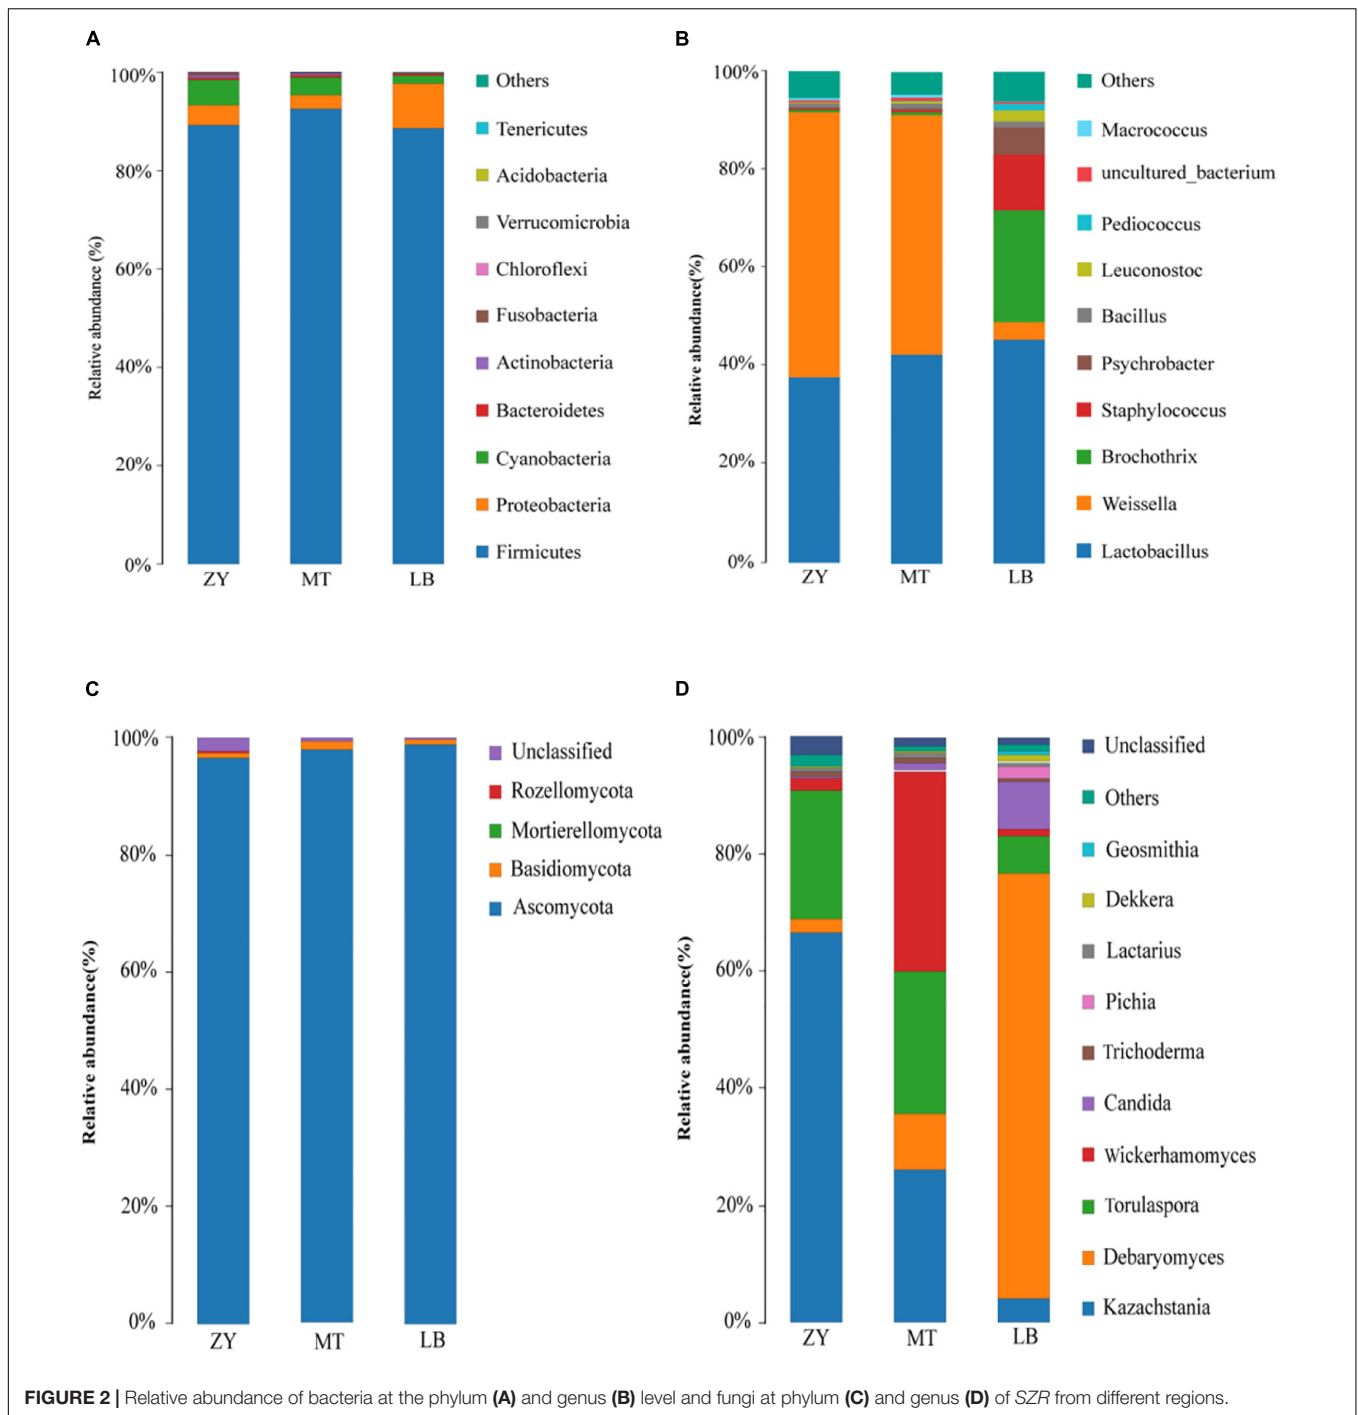 A
Relative abundance (%)
100%
80%
60%
40%
20%
0%
ZY
MT
LB
Others
Tenericutes
Acidobacteria
Verrucomicrobia
Chloroflexi
Fusobacteria
Actinobacteria
Bacteroidetes
Cyanobacteria
Proteobacteria
Firmicutes
B
Relative abundance(%)
100%
80%
60%
40%
20%
0%
ZY
MT
LB
Others
Macrococcus
uncultured_bacterium
Pediococcus
Leuconostoc
Bacillus
Psychrobacter
Staphylococcus
Brochothrix
Weissella
Lactobacillus
C
Relative abundance(%)
100%
80%
60%
40%
20%
0%
ZY
MT
LB
Unclassified
Rozellomycota
Mortierellomycota
Basidiomycota
Ascomycota
D
Relative abundance(%)
100%
80%
60%
40%
20%
0%
ZY
MT
LB
Unclassified
Others
Geosmithia
Dekkera
Lactarius
Pichia
Trichoderma
Candida
Wickerhamomyces
Torulaspora
Debaryomyces
Kazachstania
FIGURE 2 | Relative abundance of bacteria at the phylum (A) and genus (B) level and fungi at phylum (C) and genus (D) of SZR from different regions.